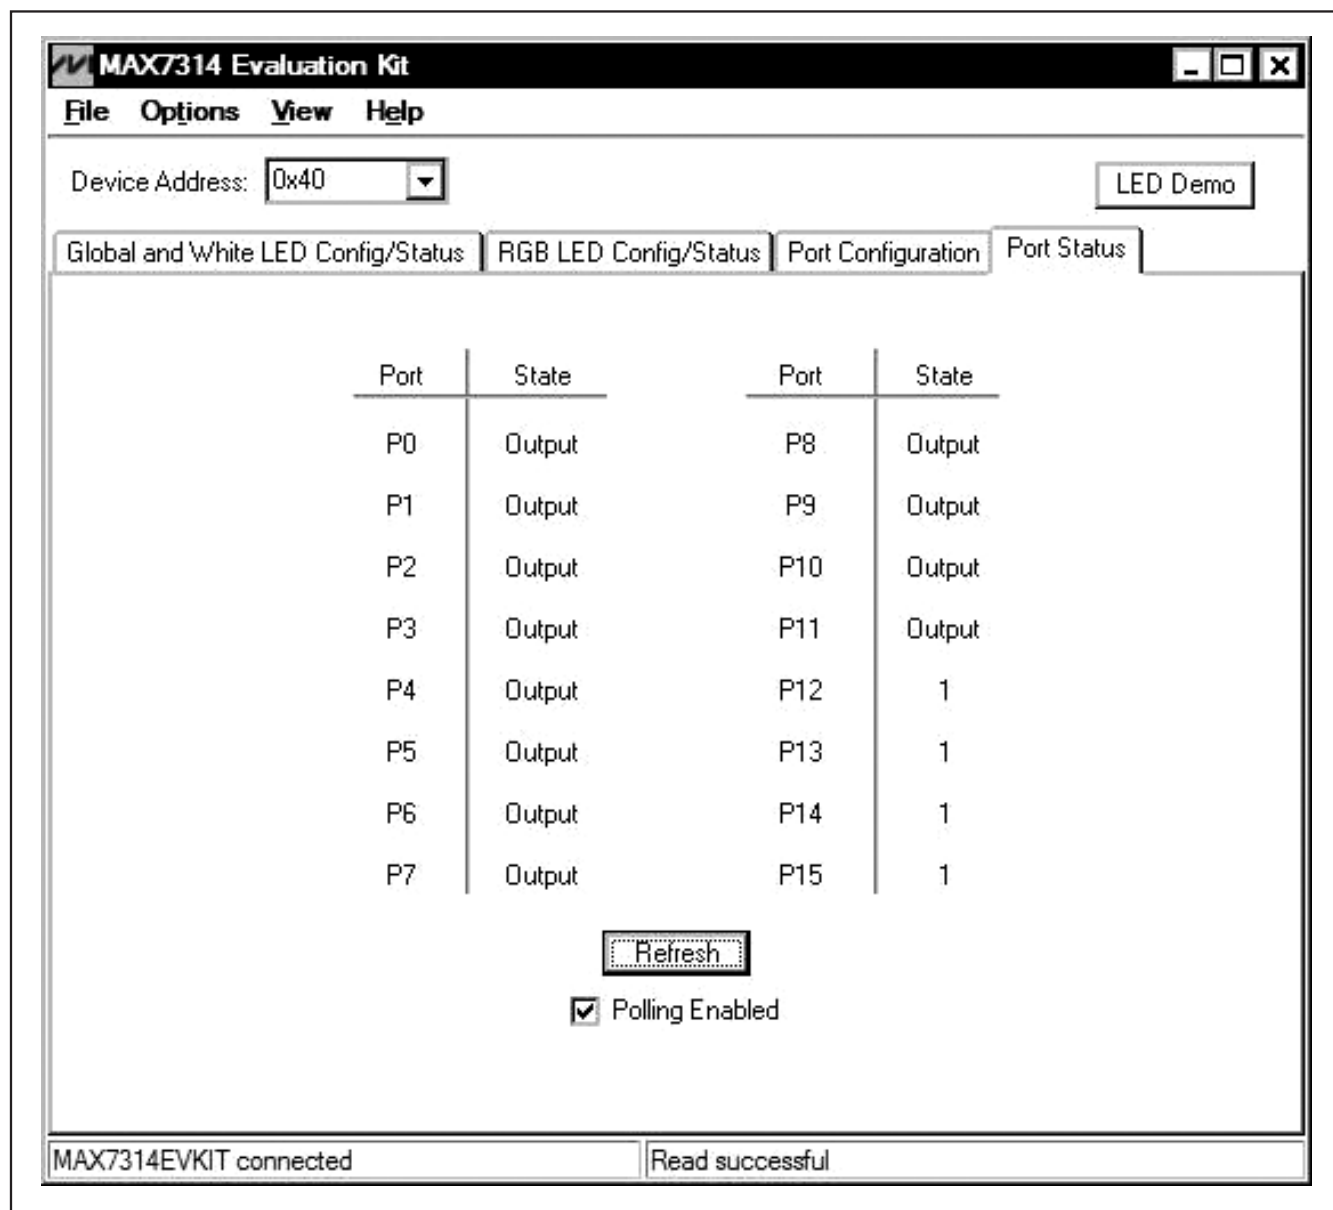 MAX7314 Evaluation Kit
File Options View Help
Device Address: 0x40 LED Demo
Global and White LED Config/Status RGB LED Config/Status Port Configuration Port Status
Port State Port State
P0 Output P8 Output
P1 Output P9 Output
P2 Output P10 Output
P3 Output P11 Output
P4 Output P12 1
P5 Output P13 1
P6 Output P14 1
P7 Output P15 1
Refresh
Polling Enabled
MAX7314EVKIT connected Read successful